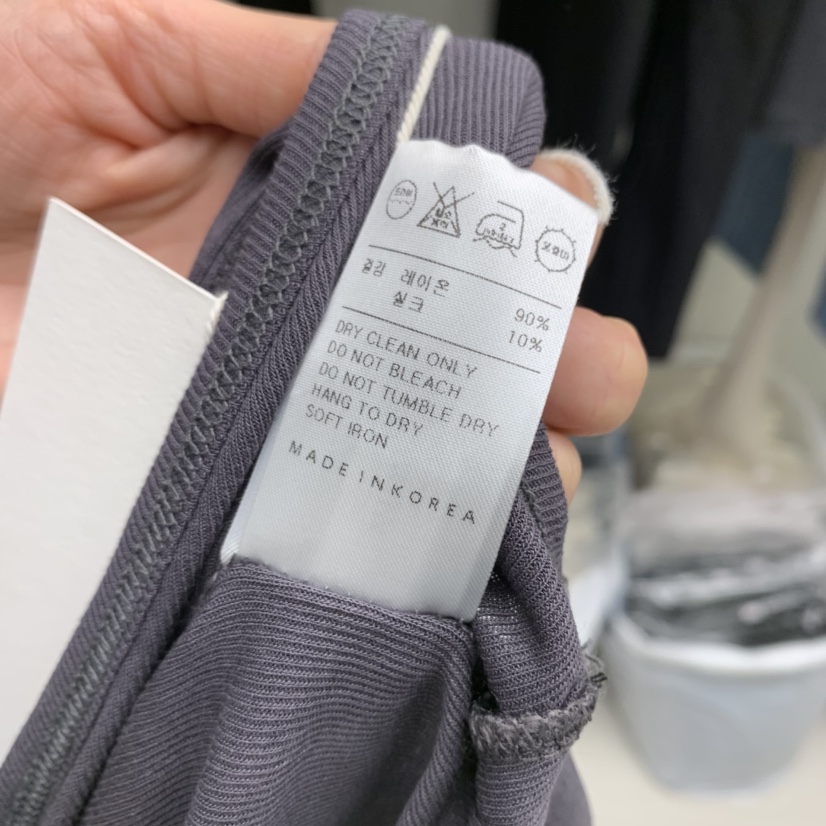 겉감 레이온 90%
실크 10%
DRY CLEAN ONLY
DO NOT BLEACH
DO NOT TUMBLE DRY
HANG TO DRY
SOFT IRON
MADE IN KOREA